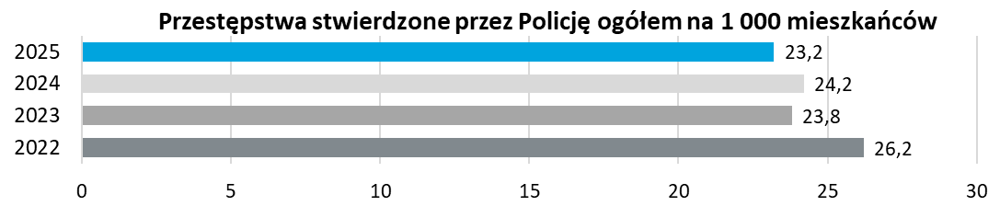 Przestępstwa stwierdzone przez Policję ogółem na 1 000 mieszkańców
2025 23,2
2024 24,2
2023 23,8
2022 26,2
0 5 10 15 20 25 30